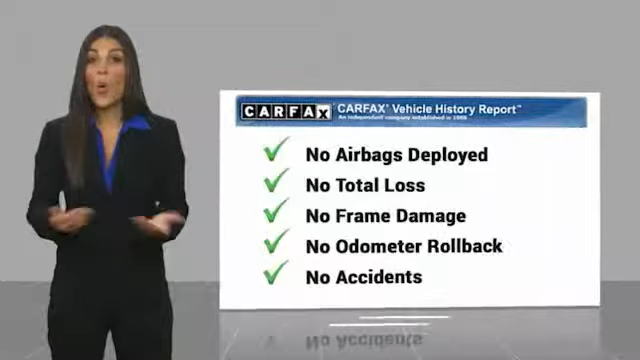 CARFAX CARFAX® Vehicle History Report™
An independent company established in 1986
No Airbags Deployed
No Total Loss
No Frame Damage
No Odometer Rollback
No Accidents